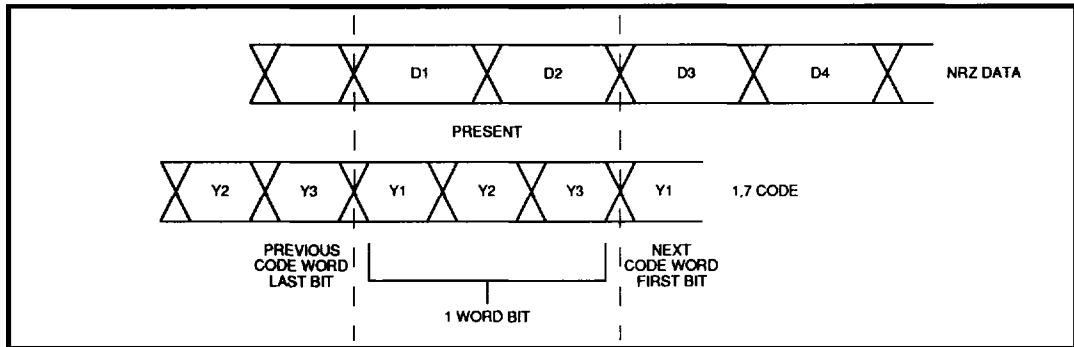 D1 D2 D3 D4 NRZ DATA
PRESENT
Y2 Y3 Y1 Y2 Y3 Y1 1,7 CODE
PREVIOUS
CODE WORD
LAST BIT
NEXT
CODE WORD
FIRST BIT
1 WORD BIT